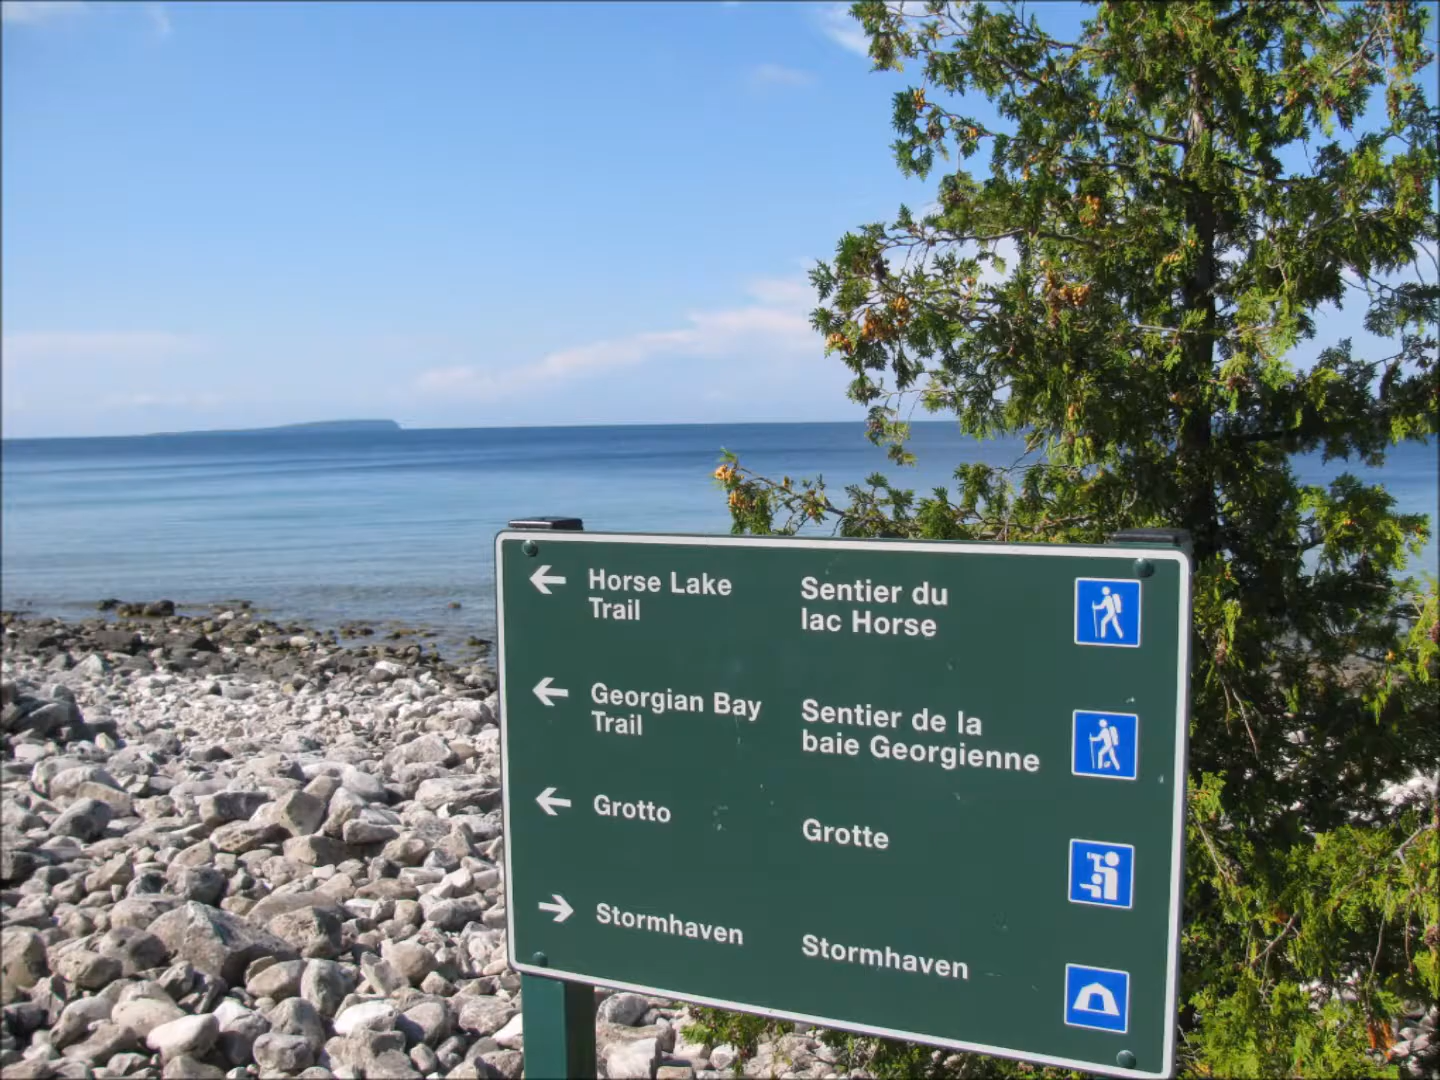 Horse Lake
Trail
Sentier du
lac Horse
Georgian Bay
Trail
Sentier de la
baie Georgienne
Grotto
Grotte
Stormhaven
Stormhaven